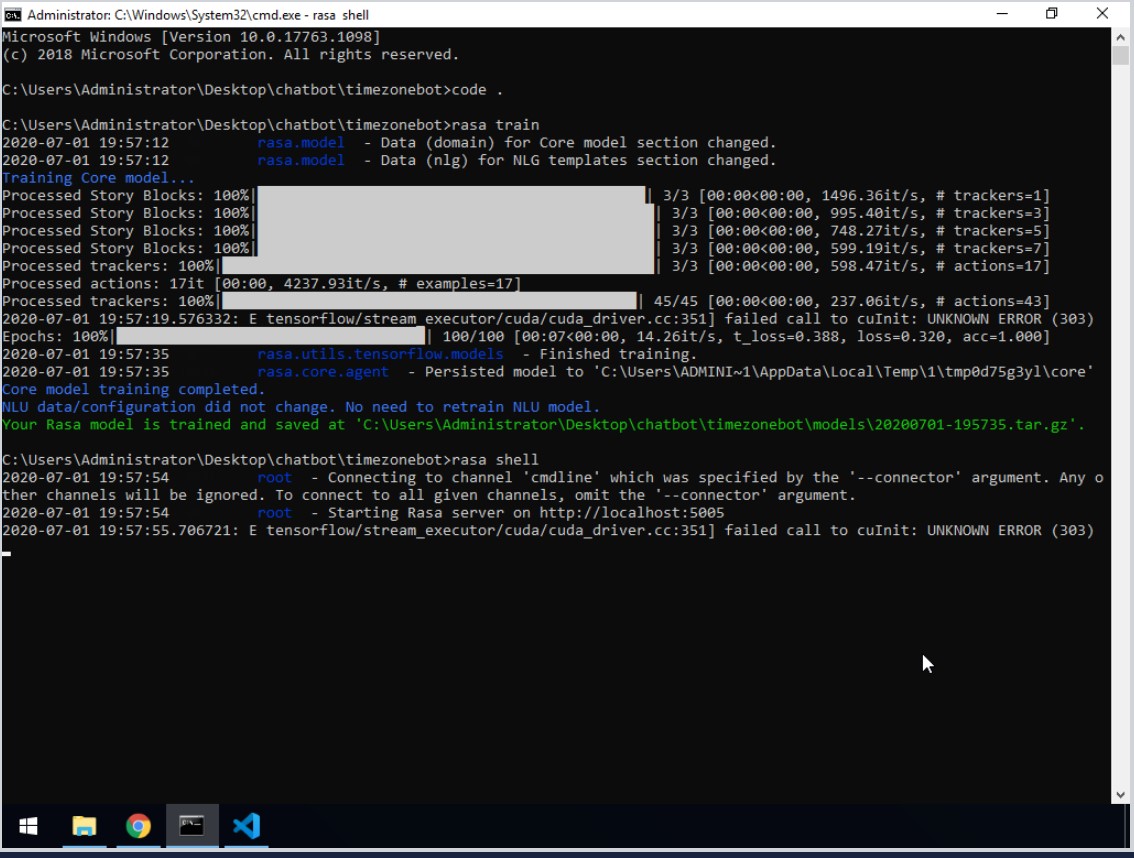 Administrator: C:\Windows\System32\cmd.exe - rasa shell
Microsoft Windows [Version 10.0.17763.1098]
(c) 2018 Microsoft Corporation. All rights reserved.
C:\Users\Administrator\Desktop\chatbot\timezonebot>code .
C:\Users\Administrator\Desktop\chatbot\timezonebot>rasa train
2020-07-01 19:57:12 rasa.model - Data (domain) for Core model section changed.
2020-07-01 19:57:12 rasa.model - Data (nlg) for NLG templates section changed.
Training Core model...
Processed Story Blocks: 100%| | 3/3 [00:00<00:00, 1496.36it/s, # trackers=1]
Processed Story Blocks: 100%| | 3/3 [00:00<00:00, 995.40it/s, # trackers=3]
Processed Story Blocks: 100%| | 3/3 [00:00<00:00, 748.27it/s, # trackers=5]
Processed Story Blocks: 100%| | 3/3 [00:00<00:00, 599.19it/s, # trackers=7]
Processed trackers: 100%| | 3/3 [00:00<00:00, 598.47it/s, # actions=17]
Processed actions: 17it [00:00, 4237.93it/s, # examples=17]
Processed trackers: 100%| | 45/45 [00:00<00:00, 237.06it/s, # actions=43]
2020-07-01 19:57:19.576332: E tensorflow/stream_executor/cuda/cuda_driver.cc:351] failed call to cuInit: UNKNOWN ERROR (303)
Epochs: 100%| | 100/100 [00:07<00:00, 14.26it/s, t_loss=0.388, loss=0.320, acc=1.000]
2020-07-01 19:57:35 rasa.utils.tensorflow.models - Finished training.
2020-07-01 19:57:35 rasa.core.agent - Persisted model to 'C:\Users\ADMINI~1\AppData\Local\Temp\1\tmp0d75g3yl\core'
Core model training completed.
NLU data/configuration did not change. No need to retrain NLU model.
Your Rasa model is trained and saved at 'C:\Users\Administrator\Desktop\chatbot\timezonebot\models\20200701-195735.tar.gz'.
C:\Users\Administrator\Desktop\chatbot\timezonebot>rasa shell
2020-07-01 19:57:54 root - Connecting to channel 'cmdline' which was specified by the '--connector' argument. Any o
ther channels will be ignored. To connect to all given channels, omit the '--connector' argument.
2020-07-01 19:57:54 root - Starting Rasa server on http://localhost:5005
2020-07-01 19:57:55.706721: E tensorflow/stream_executor/cuda/cuda_driver.cc:351] failed call to cuInit: UNKNOWN ERROR (303)